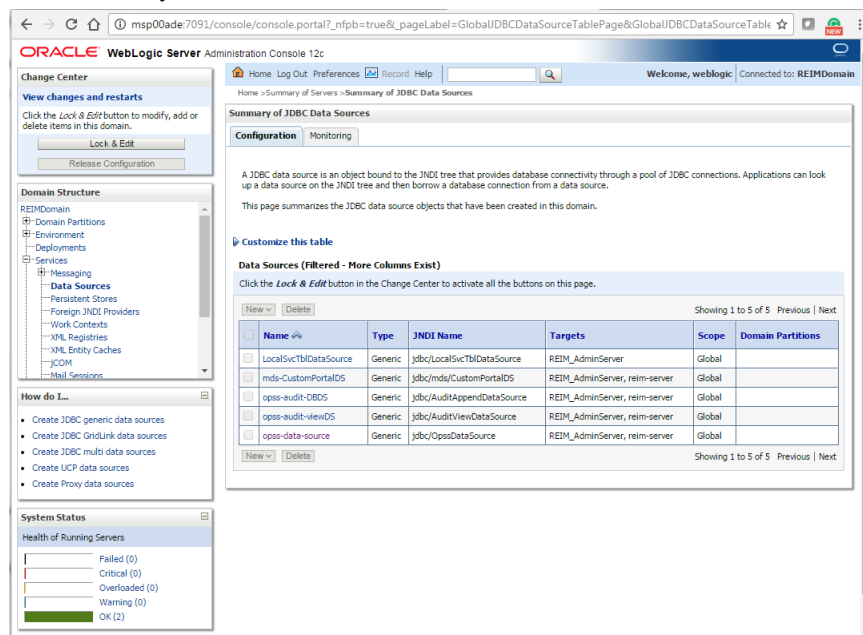 msp00ade:7091/console/console.portal?_nfpb=true&_pageLabel=GlobalJDBCDataSourceTablePage&GlobalJDBCDataSourceTable
NEW
ORACLE WebLogic Server Administration Console 12c
Change Center
View changes and restarts
Click the Lock & Edit button to modify, add or
delete items in this domain.
Lock & Edit
Release Configuration
Domain Structure
REIMDomain
Domain Partitions
Environment
Deployments
Services
Messaging
Data Sources
Persistent Stores
Foreign JNDI Providers
Work Contexts
XML Registries
XML Entity Caches
jCOM
Mail Sessions
How do I...
Create JDBC generic data sources
Create JDBC GridLink data sources
Create JDBC multi data sources
Create UCP data sources
Create Proxy data sources
System Status
Health of Running Servers
Failed (0)
Critical (0)
Overloaded (0)
Warning (0)
OK (2)
Home Log Out Preferences Record Help
Welcome, weblogic Connected to: REIMDomain
Home >Summary of Servers >Summary of JDBC Data Sources
Summary of JDBC Data Sources
Configuration Monitoring
A JDBC data source is an object bound to the JNDI tree that provides database connectivity through a pool of JDBC connections. Applications can look
up a data source on the JNDI tree and then borrow a database connection from a data source.
This page summarizes the JDBC data source objects that have been created in this domain.
Customize this table
Data Sources (Filtered - More Columns Exist)
Click the Lock & Edit button in the Change Center to activate all the buttons on this page.
New Delete Showing 1 to 5 of 5 Previous | Next
Name Type JNDI Name Targets Scope Domain Partitions
LocalSvcTblDataSource Generic jdbc/LocalSvcTblDataSource REIM_AdminServer Global
mds-CustomPortalDS Generic jdbc/mds/CustomPortalDS REIM_AdminServer, reim-server Global
opss-audit-DBDS Generic jdbc/AuditAppendDataSource REIM_AdminServer, reim-server Global
opss-audit-viewDS Generic jdbc/AuditViewDataSource REIM_AdminServer, reim-server Global
opss-data-source Generic jdbc/OpssDataSource REIM_AdminServer, reim-server Global
New Delete Showing 1 to 5 of 5 Previous | Next